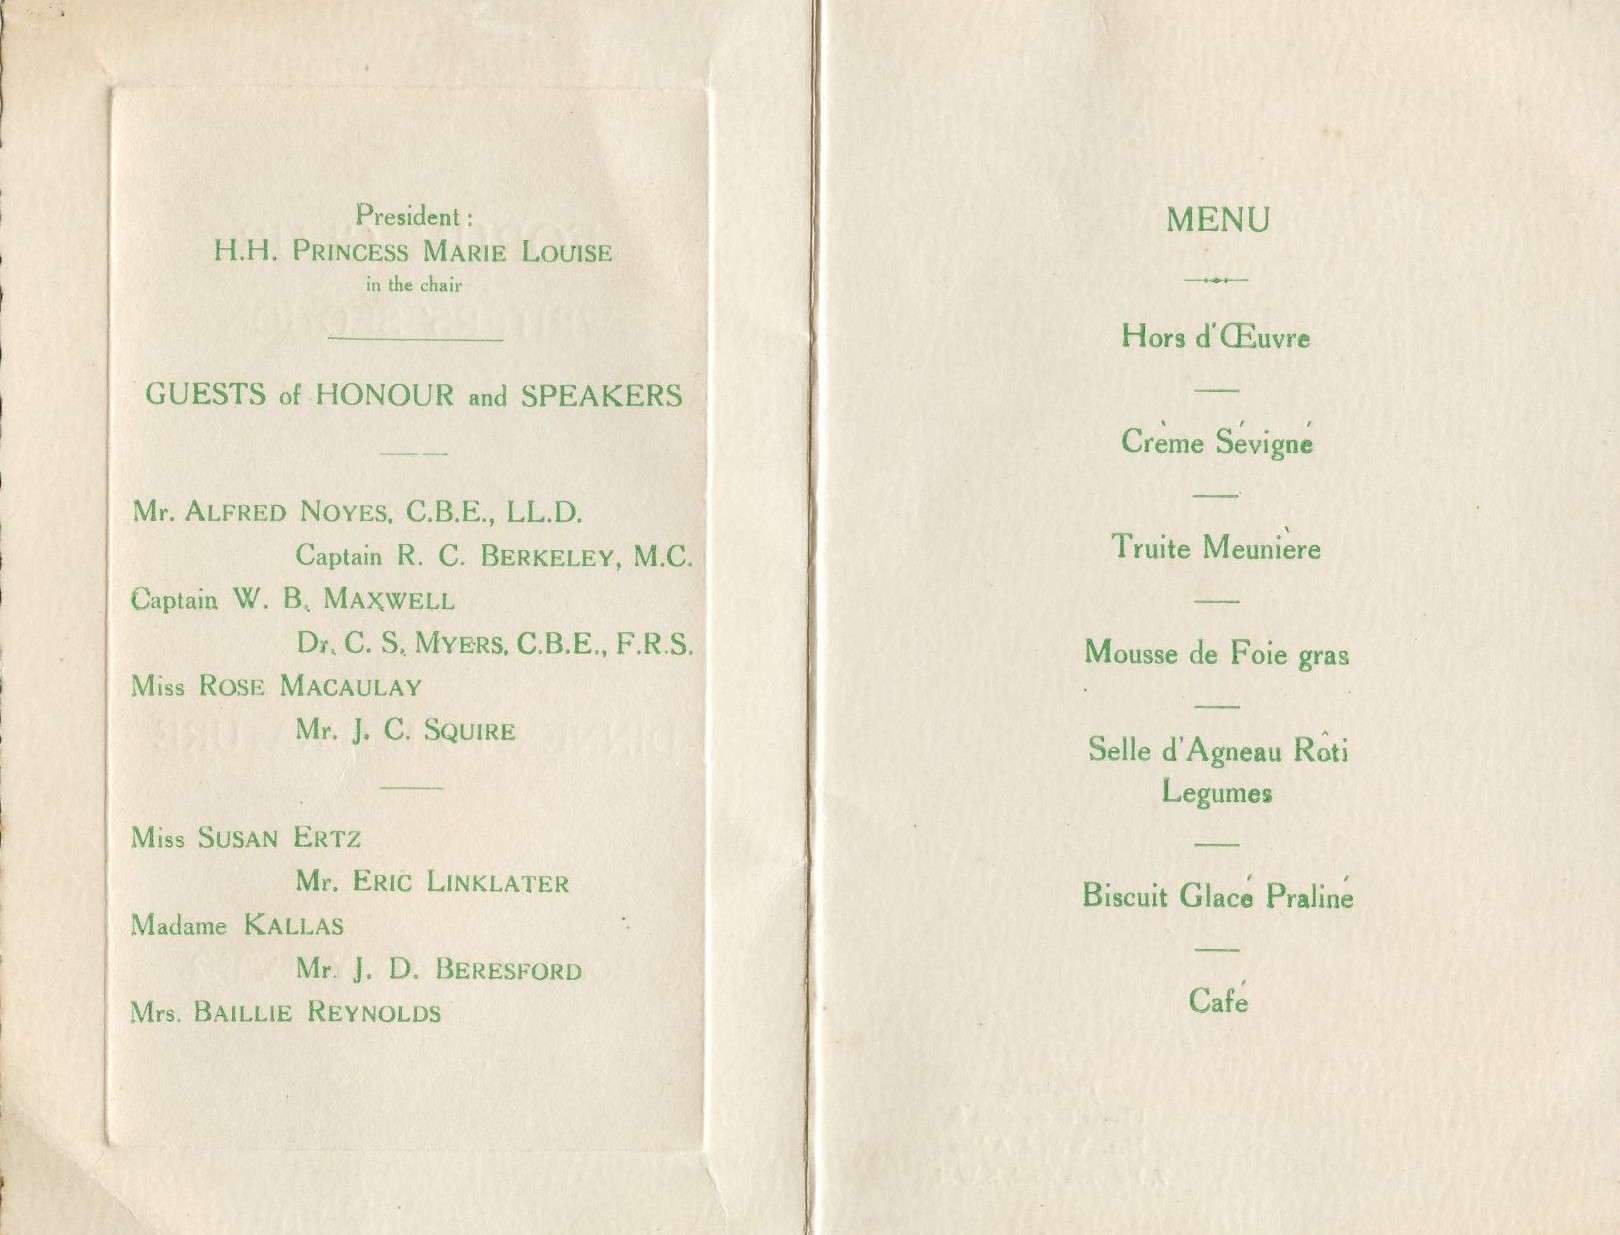 President :
H.H. PRINCESS MARIE LOUISE
in the chair
GUESTS of HONOUR and SPEAKERS
Mr. ALFRED NOYES, C.B.E., LL.D.
Captain R. C. BERKELEY, M.C.
Captain W. B. MAXWELL
Dr. C. S. MYERS, C.B.E., F.R.S.
Miss ROSE MACAULAY
Mr. J. C. SQUIRE
Miss SUSAN ERTZ
Mr. ERIC LINKLATER
Madame KALLAS
Mr. J. D. BERESFORD
Mrs. BAILLIE REYNOLDS
MENU
Hors d'Œuvre
Crème Sévigné
Truite Meunière
Mousse de Foie gras
Selle d'Agneau Rôti
Legumes
Biscuit Glacé Praliné
Café